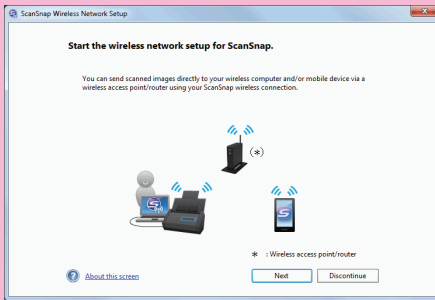 ScanSnap Wireless Network Setup
Start the wireless network setup for ScanSnap.
You can send scanned images directly to your wireless computer and/or mobile device via a
wireless access point/router using your ScanSnap wireless connection.
(*)
* : Wireless access point/router
? About this screen
Next
Discontinue